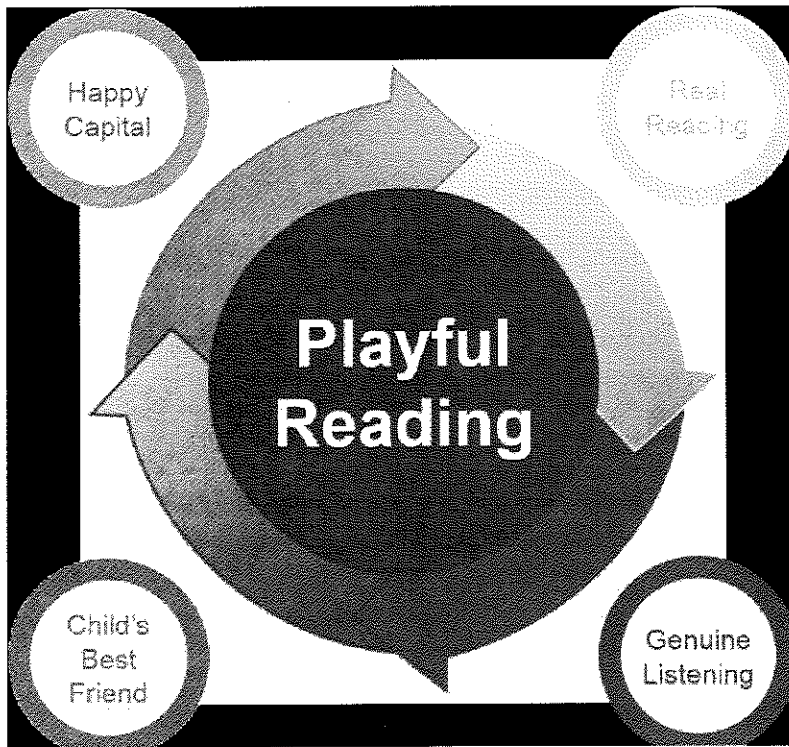 Happy
Capital
Real
Reading
Playful
Reading
Child's
Best
Friend
Genuine
Listening